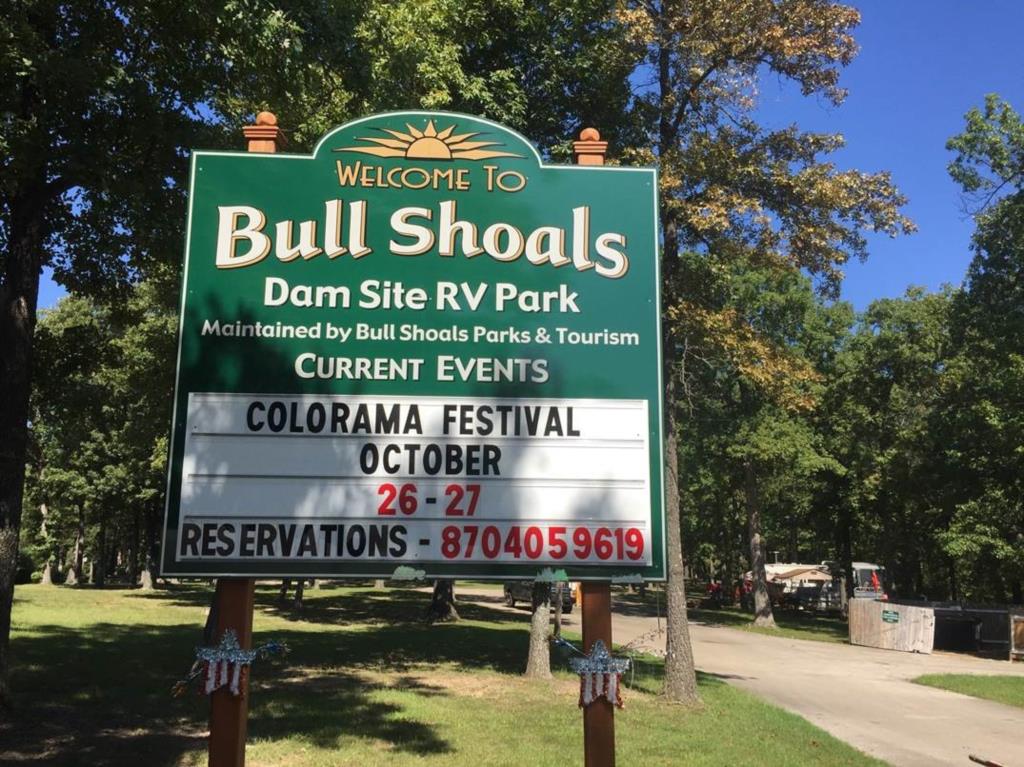 WELCOME TO
Bull Shoals
Dam Site RV Park
Maintained by Bull Shoals Parks & Tourism
CURRENT EVENTS
COLORAMA FESTIVAL
OCTOBER
26 - 27
RESERVATIONS - 8704059619